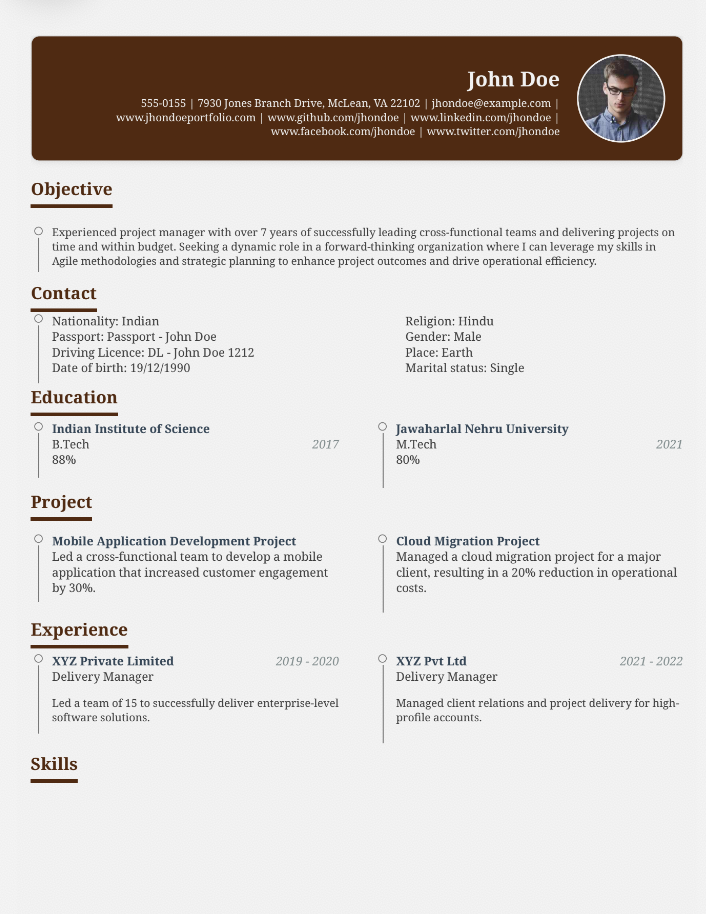 John Doe
555-0155 | 7930 Jones Branch Drive, McLean, VA 22102 | jhondoe@example.com |
www.jhondoeportfolio.com | www.github.com/jhondoe | www.linkedin.com/jhondoe |
www.facebook.com/jhondoe | www.twitter.com/jhondoe
Objective
Experienced project manager with over 7 years of successfully leading cross-functional teams and delivering projects on
time and within budget. Seeking a dynamic role in a forward-thinking organization where I can leverage my skills in
Agile methodologies and strategic planning to enhance project outcomes and drive operational efficiency.
Contact
Nationality: Indian
Passport: Passport - John Doe
Driving Licence: DL - John Doe 1212
Date of birth: 19/12/1990
Religion: Hindu
Gender: Male
Place: Earth
Marital status: Single
Education
Indian Institute of Science
B.Tech 2017
88%
Jawaharlal Nehru University
M.Tech 2021
80%
Project
Mobile Application Development Project
Led a cross-functional team to develop a mobile
application that increased customer engagement
by 30%.
Cloud Migration Project
Managed a cloud migration project for a major
client, resulting in a 20% reduction in operational
costs.
Experience
XYZ Private Limited 2019 - 2020
Delivery Manager
Led a team of 15 to successfully deliver enterprise-level
software solutions.
XYZ Pvt Ltd 2021 - 2022
Delivery Manager
Managed client relations and project delivery for high-
profile accounts.
Skills